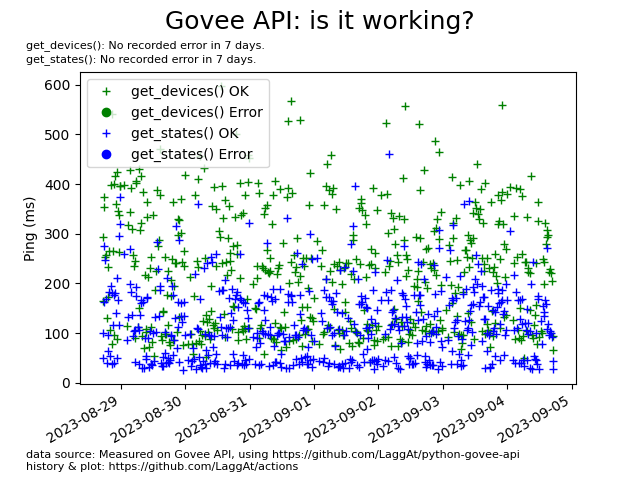 Govee API: is it working?
get_devices(): No recorded error in 7 days.
get_states(): No recorded error in 7 days.
600
500
400
300
200
100
0
Ping (ms)
get_devices() OK
get_devices() Error
get_states() OK
get_states() Error
2023-08-29
2023-08-30
2023-08-31
2023-09-01
2023-09-02
2023-09-03
2023-09-04
2023-09-05
data source: Measured on Govee API, using https://github.com/LaggAt/python-govee-api
history & plot: https://github.com/LaggAt/actions